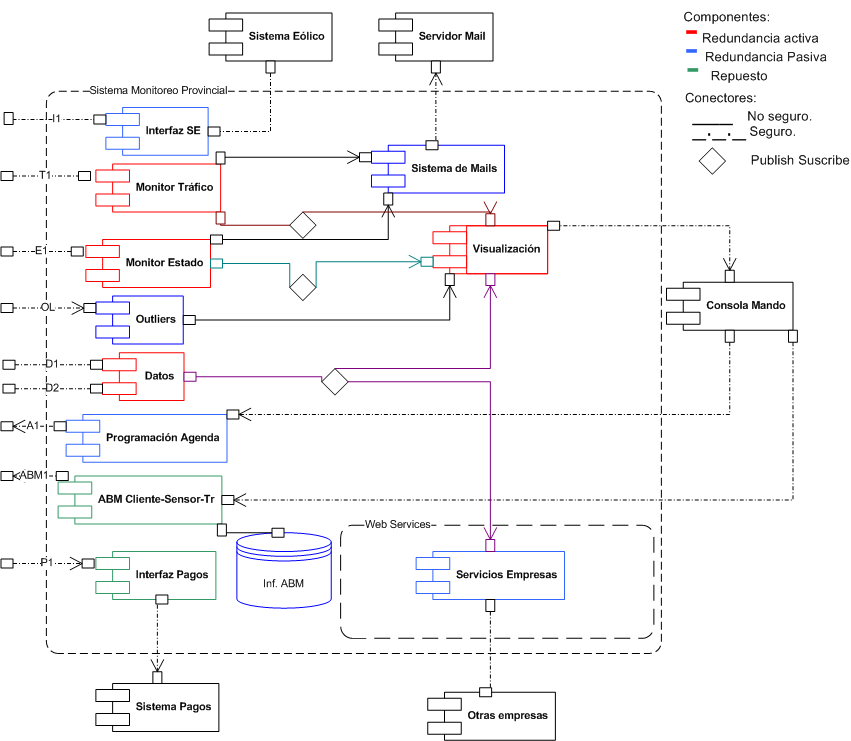 Componentes:
Redundancia activa
Redundancia Pasiva
Repuesto
Conectores:
No seguro.
Seguro.
Publish Suscribe
Sistema Eólico
Servidor Mail
Sistema Monitoreo Provincial
I1
Interfaz SE
Sistema de Mails
T1
Monitor Tráfico
E1
Monitor Estado
Visualización
OL
Outliers
Consola Mando
D1
D2
Datos
A1
Programación Agenda
ABM1
ABM Cliente-Sensor-Tr
Web Services
P1
Interfaz Pagos
Inf. ABM
Servicios Empresas
Sistema Pagos
Otras empresas